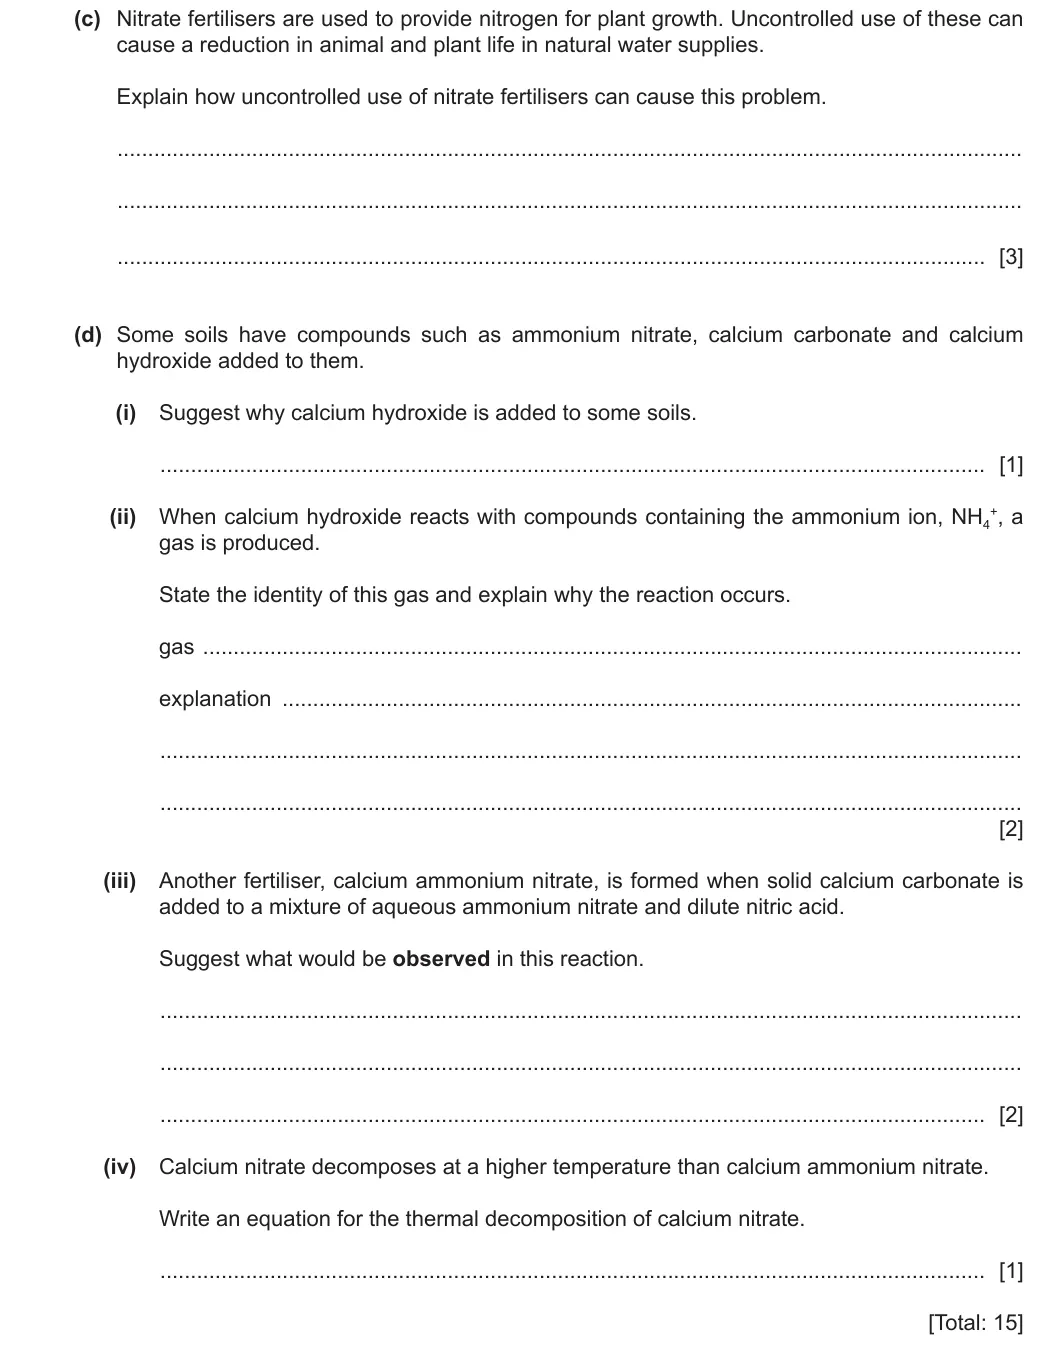 (c) Nitrate fertilisers are used to provide nitrogen for plant growth. Uncontrolled use of these can
cause a reduction in animal and plant life in natural water supplies.
Explain how uncontrolled use of nitrate fertilisers can cause this problem.
..........................................................................................................................................
..........................................................................................................................................
.................................................................................................................................... [3]
(d) Some soils have compounds such as ammonium nitrate, calcium carbonate and calcium
hydroxide added to them.
(i) Suggest why calcium hydroxide is added to some soils.
............................................................................................................................. [1]
(ii) When calcium hydroxide reacts with compounds containing the ammonium ion, NH₄⁺, a
gas is produced.
State the identity of this gas and explain why the reaction occurs.
gas ............................................................................................................................
explanation ................................................................................................................
...................................................................................................................................
...................................................................................................................................
[2]
(iii) Another fertiliser, calcium ammonium nitrate, is formed when solid calcium carbonate is
added to a mixture of aqueous ammonium nitrate and dilute nitric acid.
Suggest what would be observed in this reaction.
...................................................................................................................................
...................................................................................................................................
............................................................................................................................. [2]
(iv) Calcium nitrate decomposes at a higher temperature than calcium ammonium nitrate.
Write an equation for the thermal decomposition of calcium nitrate.
............................................................................................................................. [1]
[Total: 15]